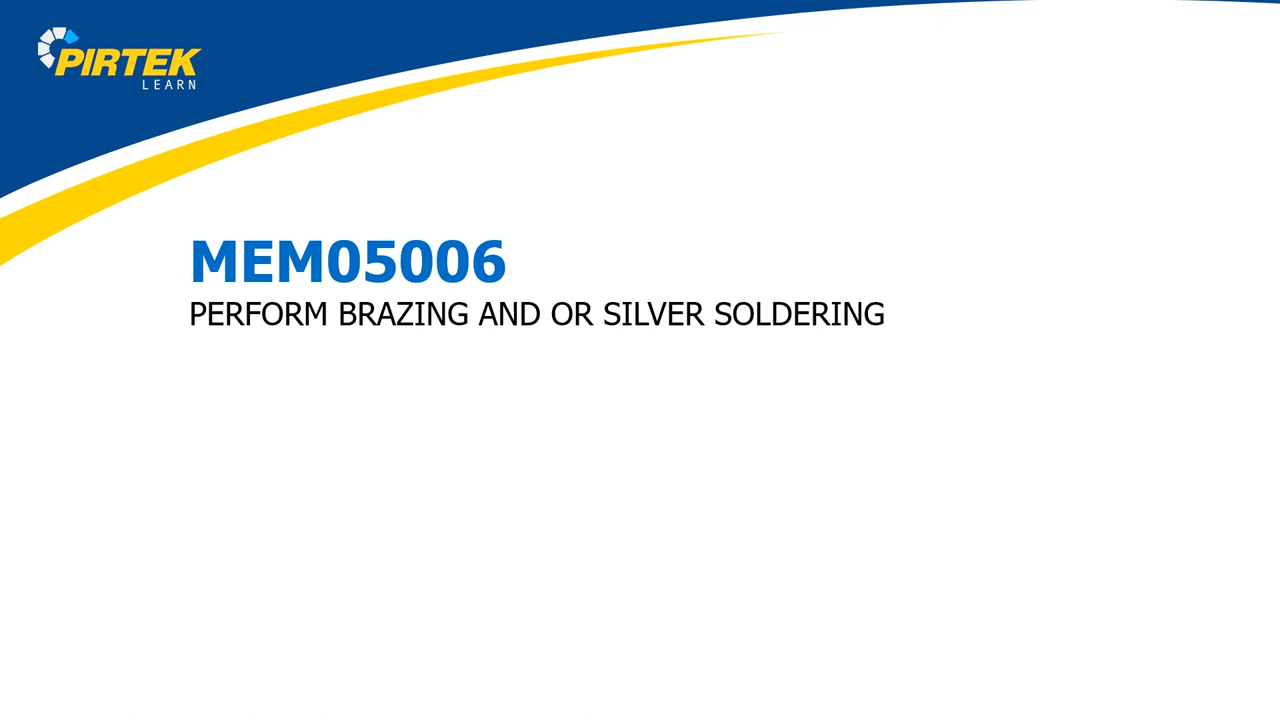 PIRTEK
LEARN
MEM05006
PERFORM BRAZING AND OR SILVER SOLDERING